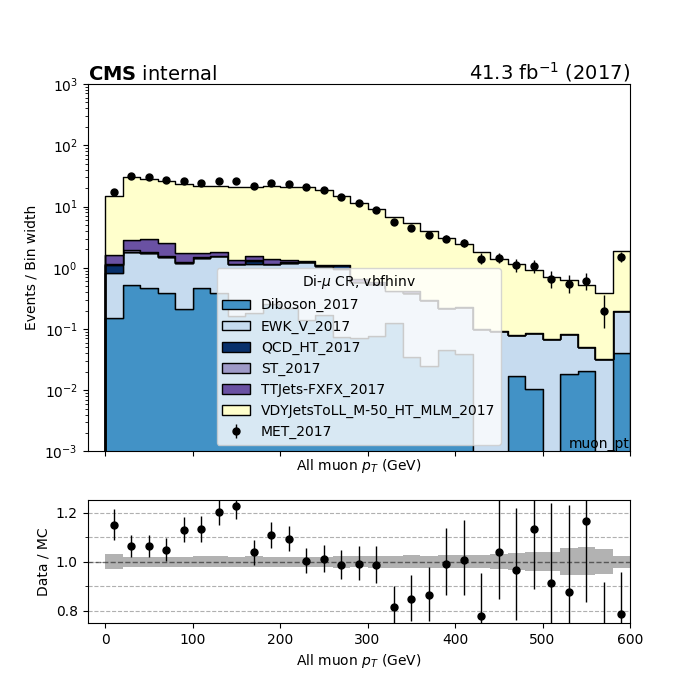 CMS internal 41.3 fb⁻¹ (2017)
10³
10²
10¹
10⁰
10⁻¹
10⁻²
10⁻³
Events / Bin width
Di-μ CR, vbfhinv
Diboson_2017
EWK_V_2017
QCD_HT_2017
ST_2017
TTJets-FXFX_2017
VDYJetsToLL_M-50_HT_MLM_2017
MET_2017
muon_pt
All muon p_T (GeV)
1.2
1.0
0.8
Data / MC
0 100 200 300 400 500 600
All muon p_T (GeV)